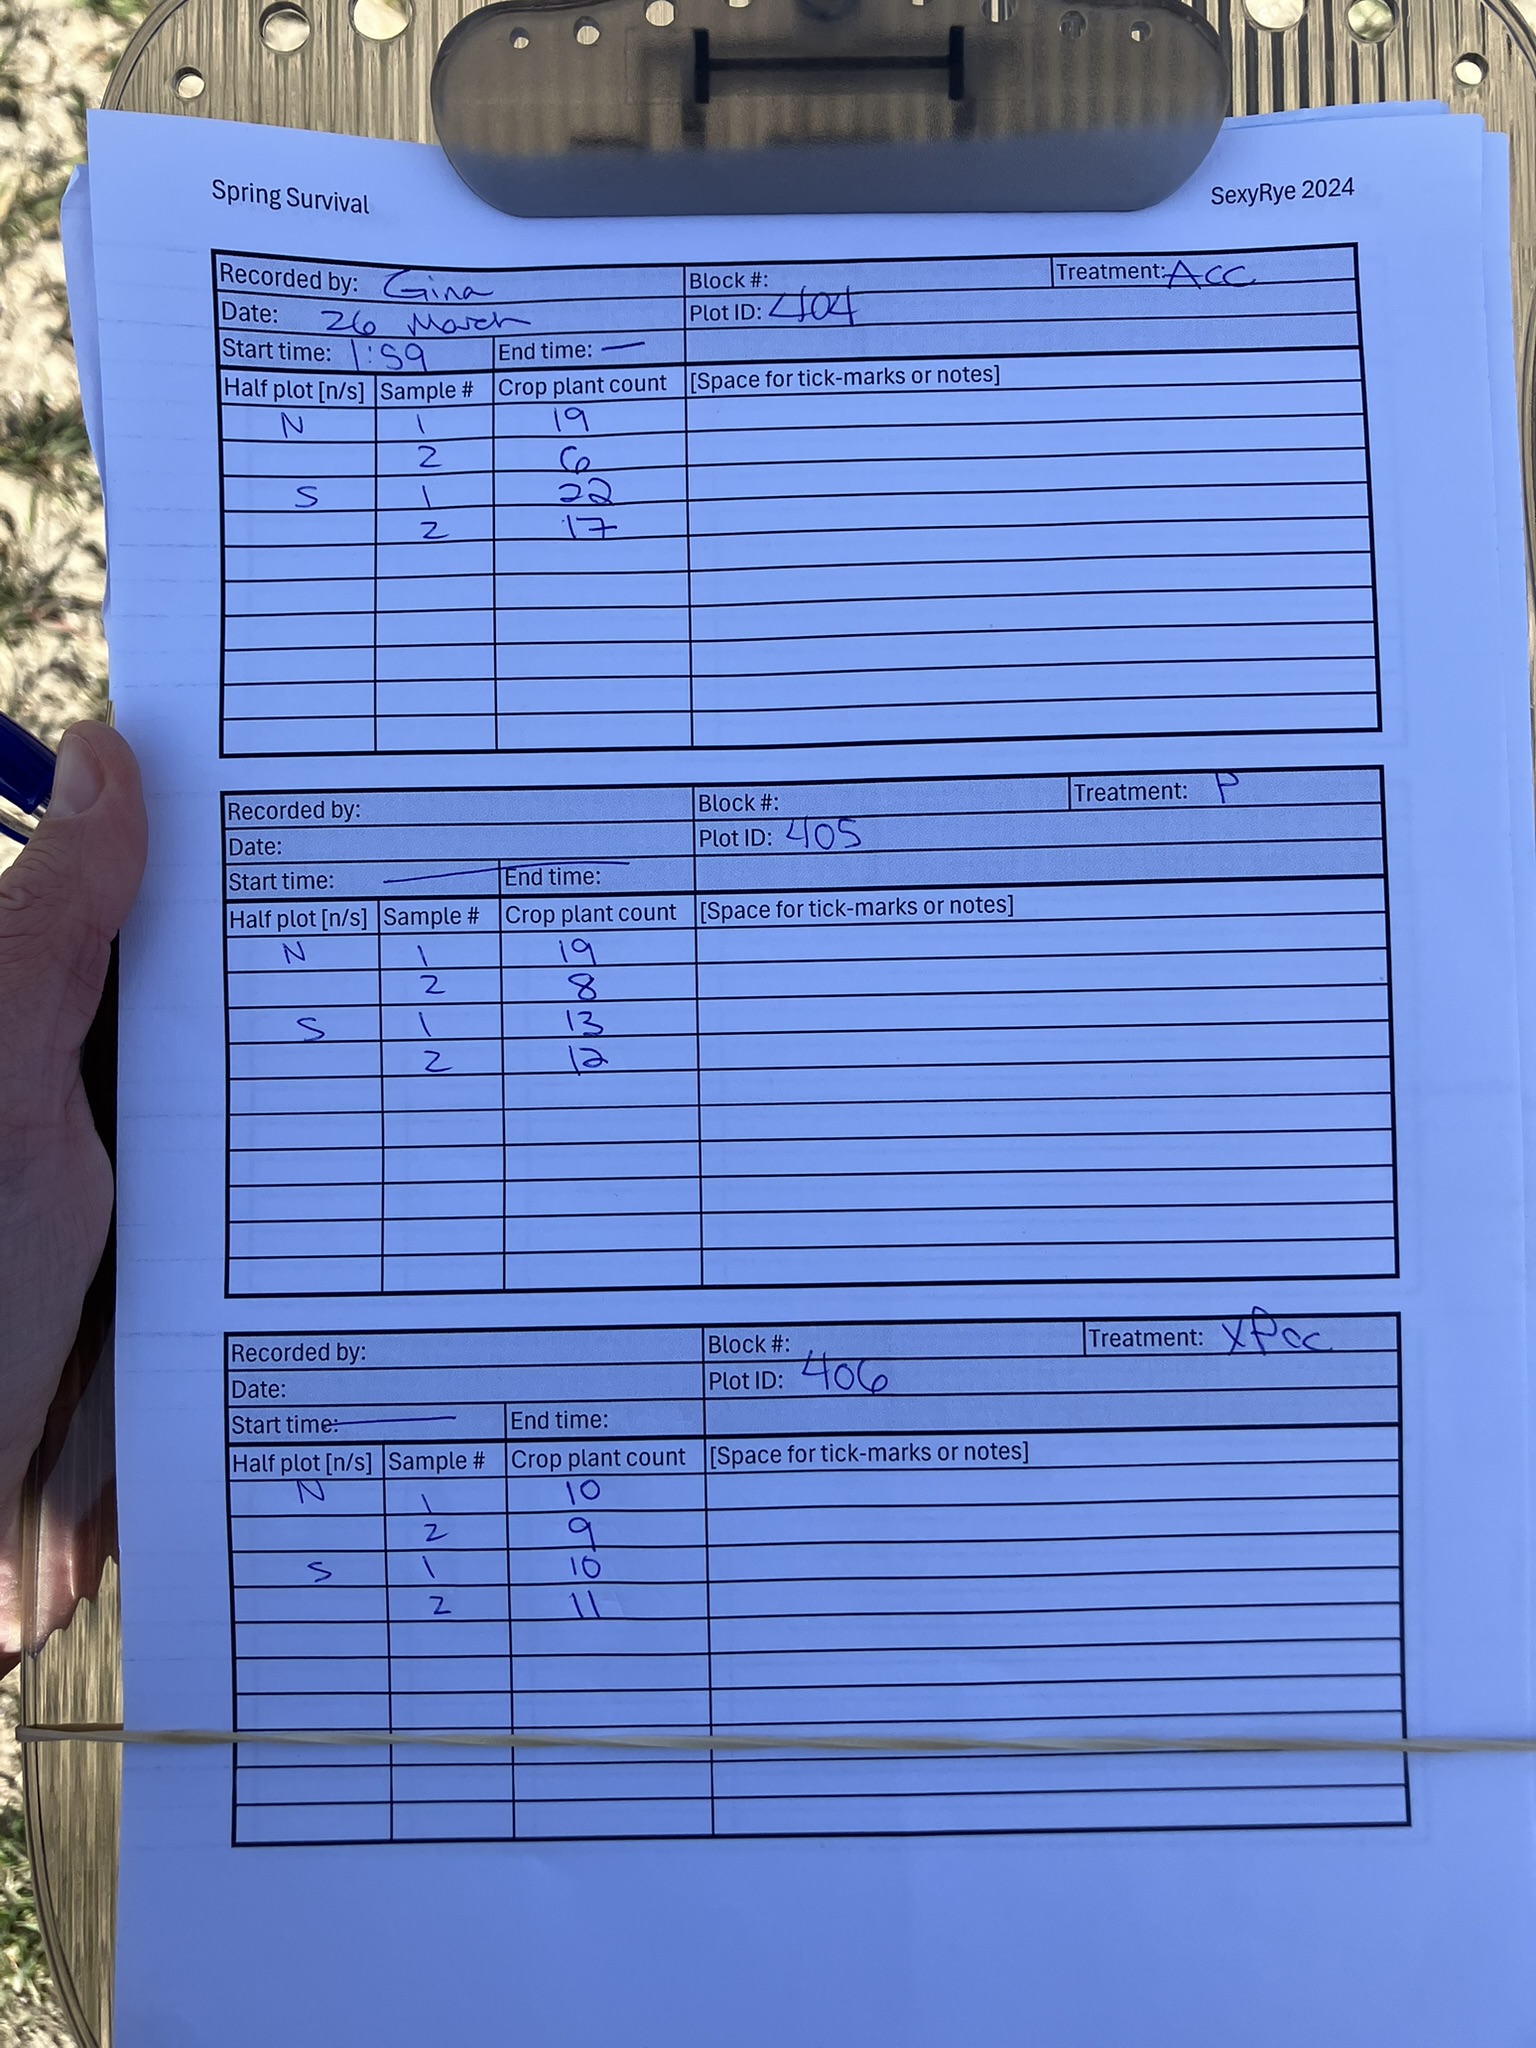 Spring Survival SexyRye 2024
Recorded by: Gina Block #: Treatment: Acc
Date: 26 March Plot ID: 404
Start time: 1:59 End time: —
Half plot [n/s] Sample # Crop plant count [Space for tick-marks or notes]
N 1 19
2 6
S 1 22
2 17
Recorded by: Block #: Treatment: P
Date: Plot ID: 405
Start time: End time:
Half plot [n/s] Sample # Crop plant count [Space for tick-marks or notes]
N 1 19
2 8
S 1 13
2 12
Recorded by: Block #: Treatment: XPcc
Date: Plot ID: 406
Start time: End time:
Half plot [n/s] Sample # Crop plant count [Space for tick-marks or notes]
N 1 10
2 9
S 1 10
2 11